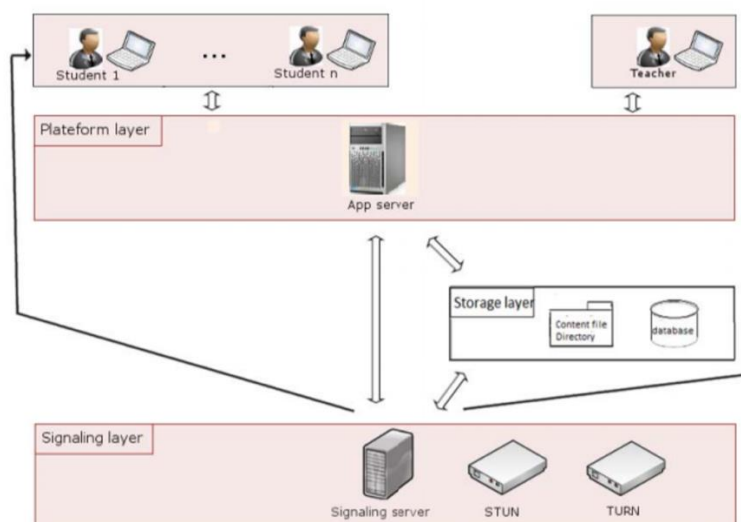 Student 1
...
Student n
Teacher
Plateform layer
App server
Storage layer
Content file
Directory
database
Signaling layer
Signaling server
STUN
TURN